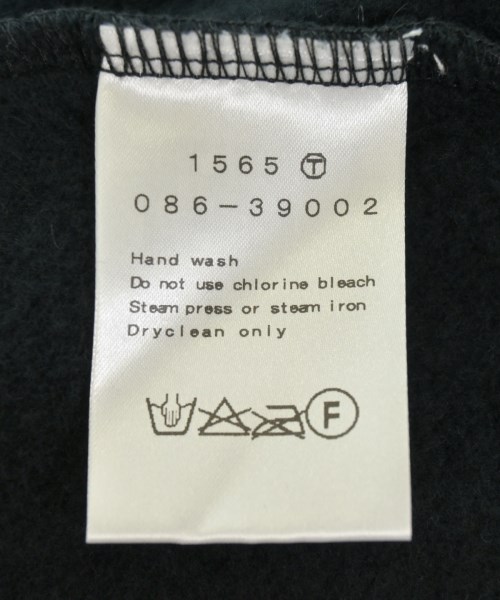 1565 Ⓣ
086-39002
Hand wash
Do not use chlorine bleach
Steam press or steam iron
Dryclean only
F